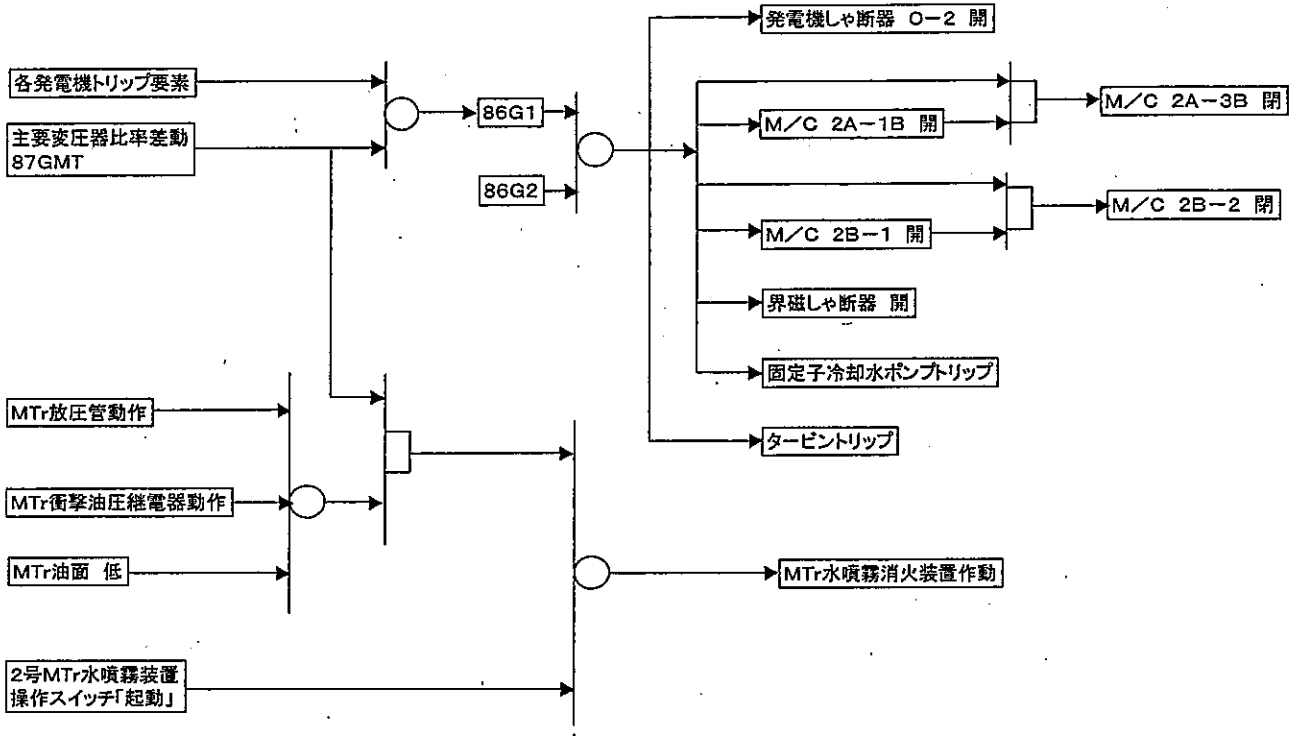 発電機しゃ断器 O-2 開
各発電機トリップ要素
主要変圧器比率差動
87GMT
86G1
86G2
M/C 2A-1B 開
M/C 2A-3B 閉
M/C 2B-1 開
M/C 2B-2 閉
界磁しゃ断器 開
固定子冷却水ポンプトリップ
タービントリップ
MTr放圧管動作
MTr衝撃油圧継電器動作
MTr油面 低
MTr水噴霧消火装置作動
2号MTr水噴霧装置
操作スイッチ「起動」